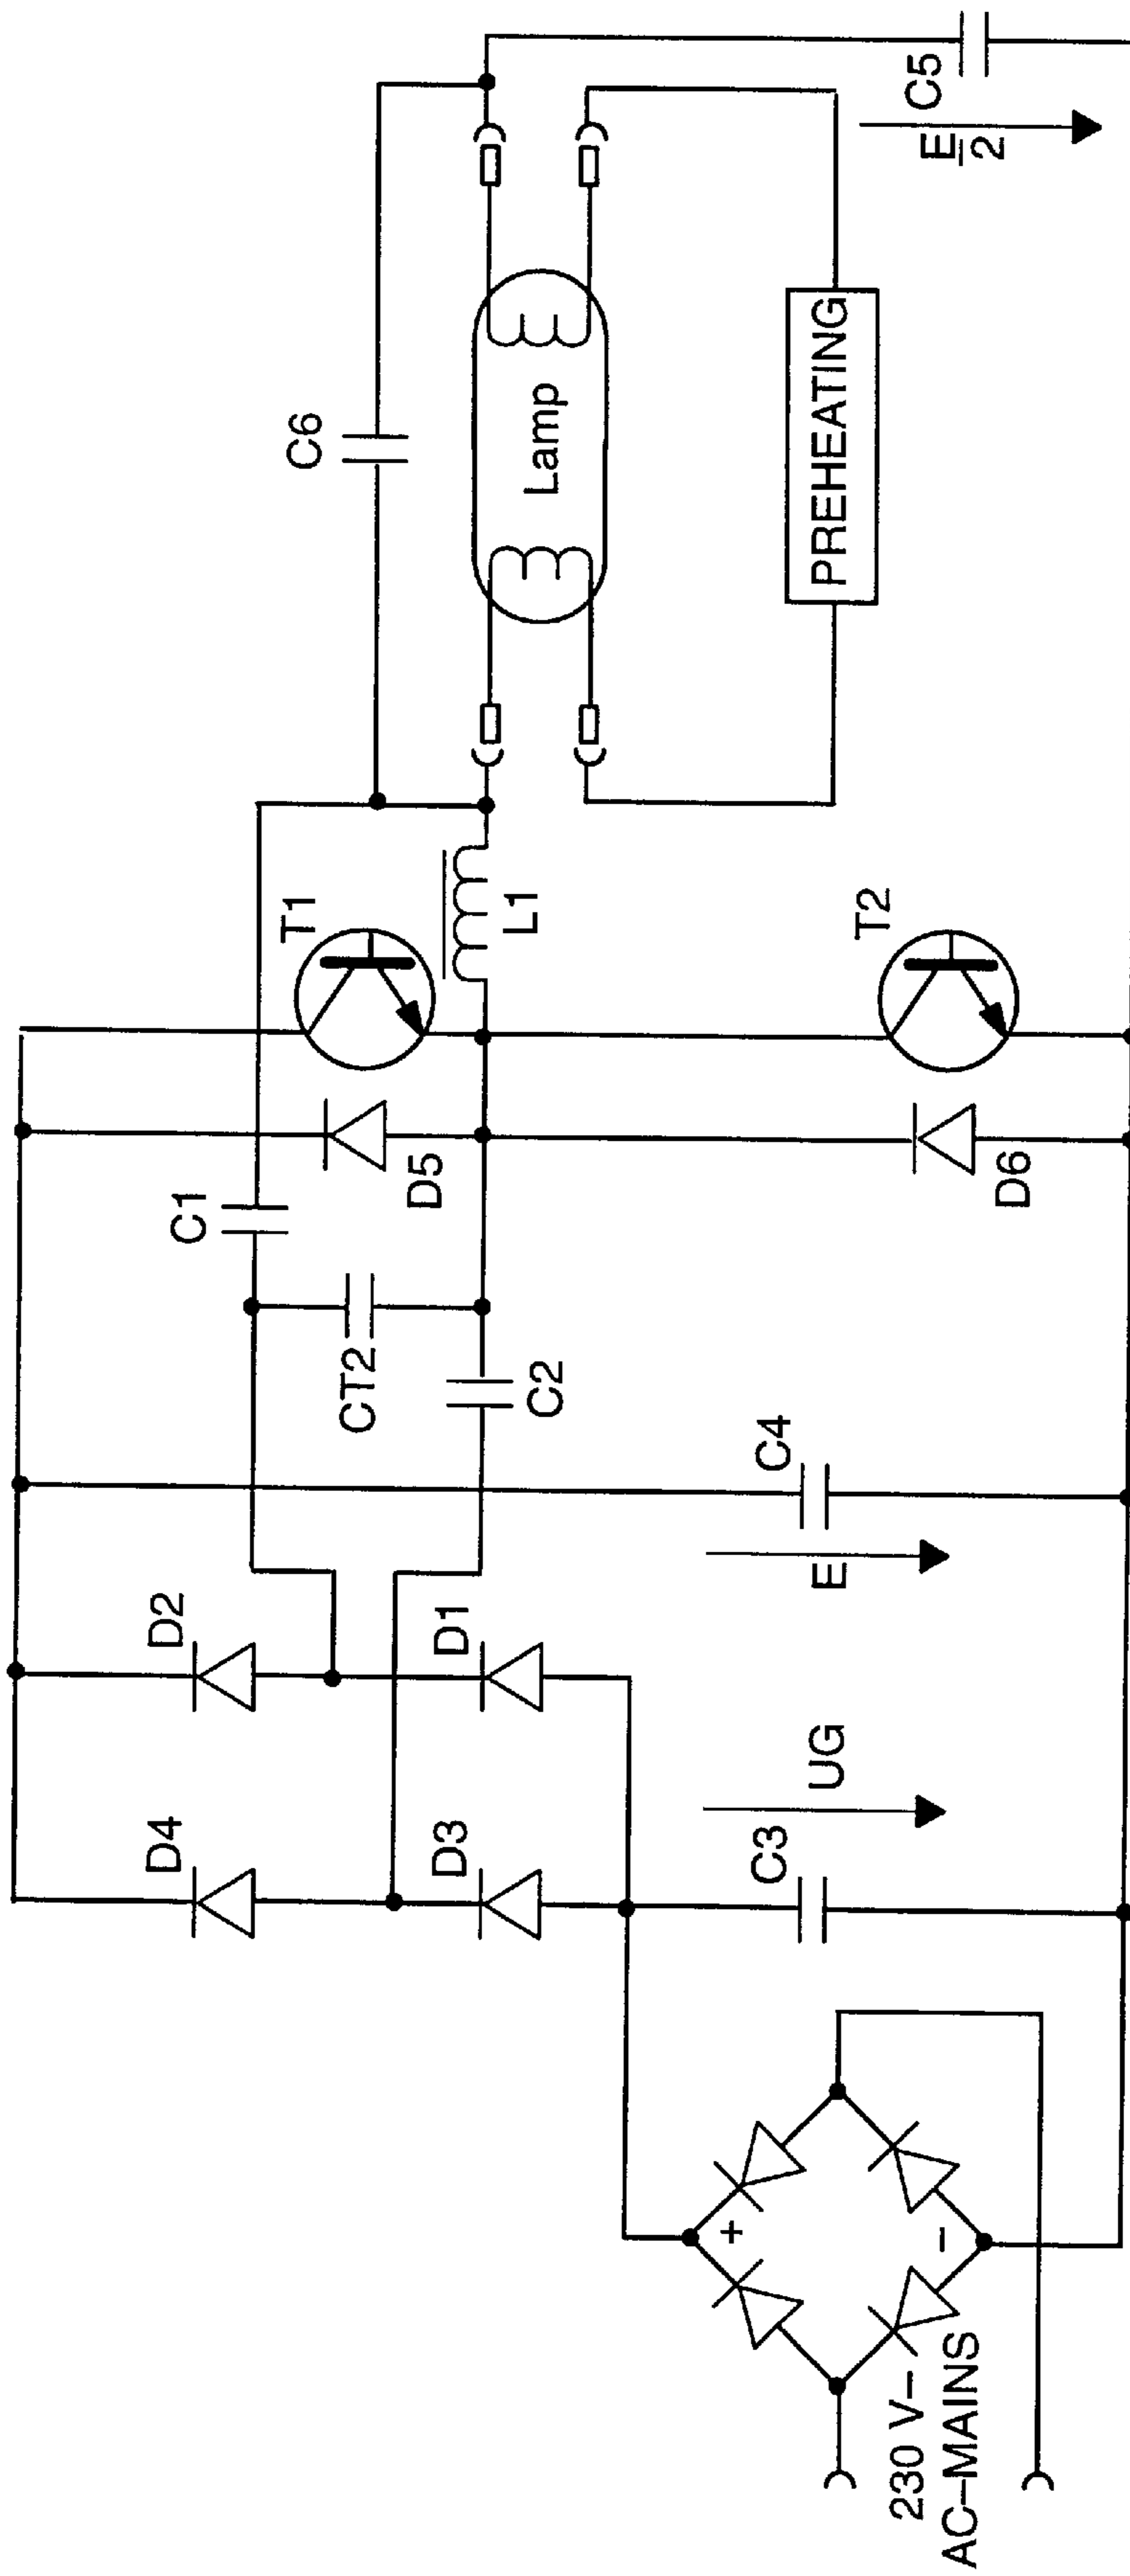 D4
D2
C1
T1
C6
D5
CT2
L1
Lamp
D3
D1
C2
C3
UG
E
C4
D6
T2
PREHEATING
E
2
C5
+
–
230 V–
AC–MAINS